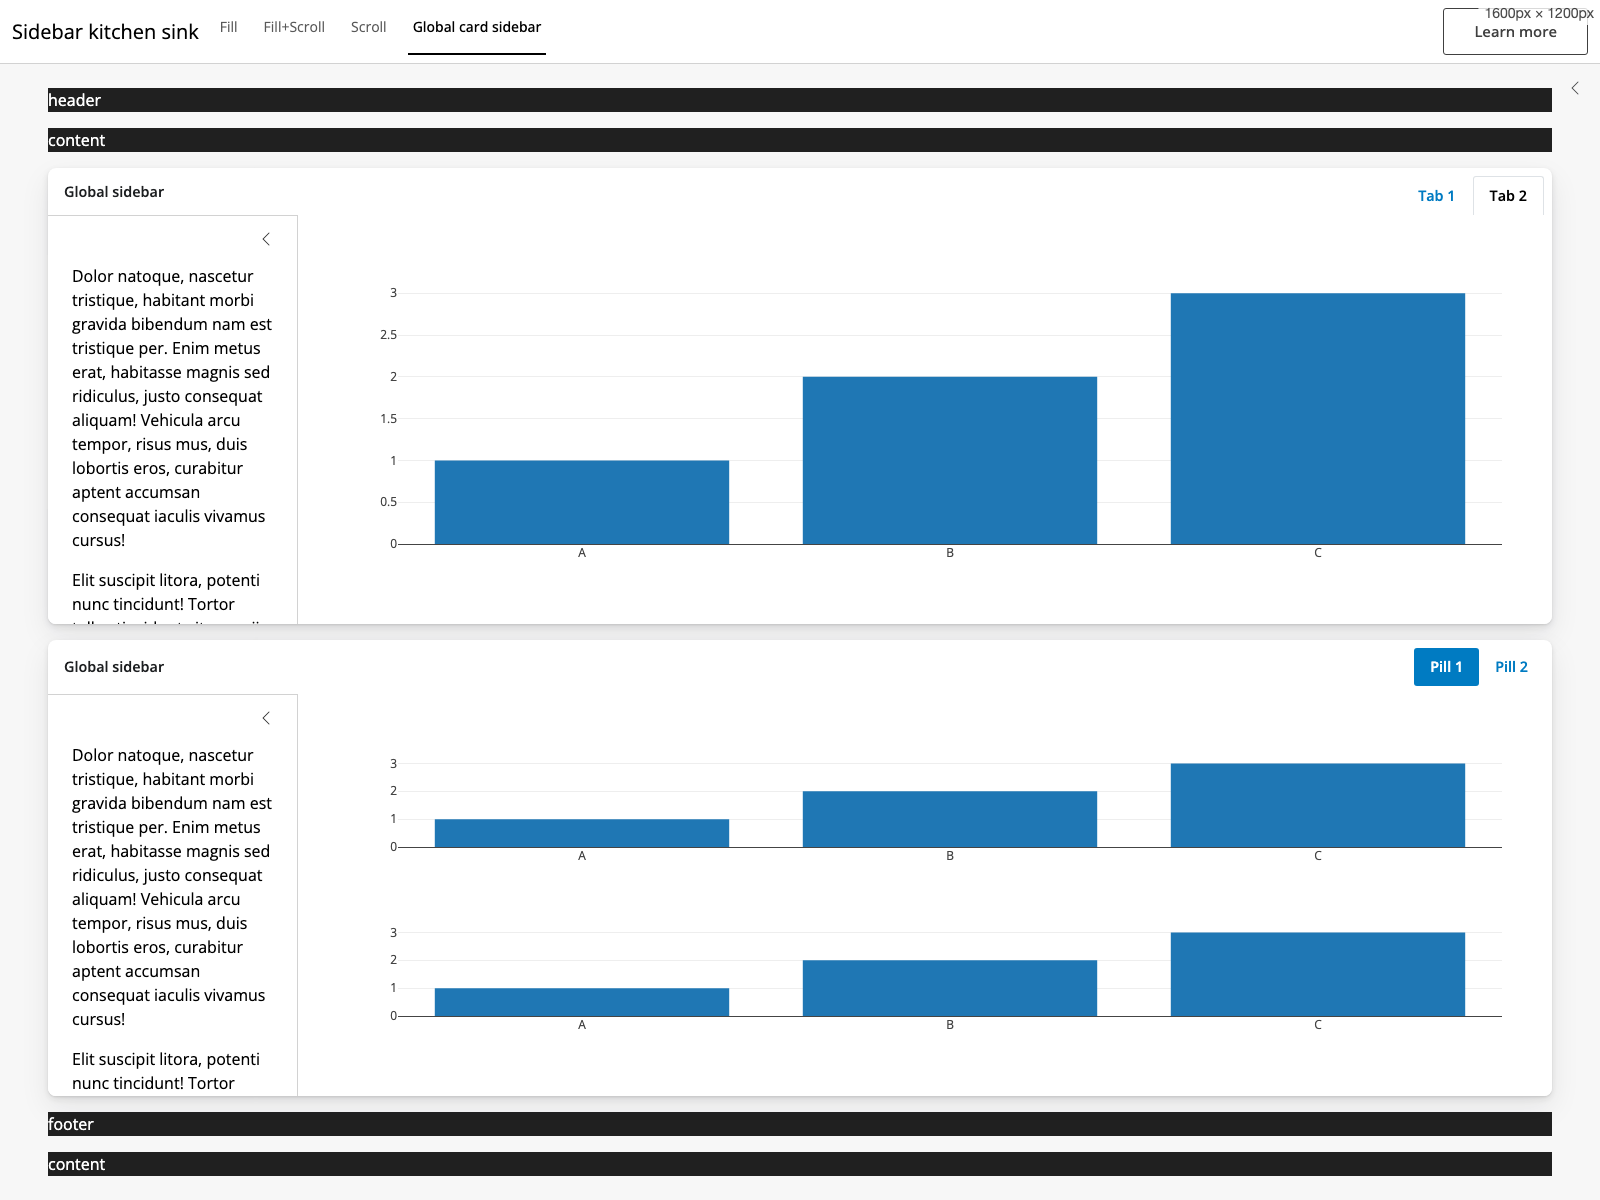 Sidebar kitchen sink
Fill
Fill+Scroll
Scroll
Global card sidebar
1600px × 1200px
Learn more
header
content
Global sidebar
Tab 1
Tab 2
Dolor natoque, nascetur
tristique, habitant morbi
gravida bibendum nam est
tristique per. Enim metus
erat, habitasse magnis sed
ridiculus, justo consequat
aliquam! Vehicula arcu
tempor, risus mus, duis
lobortis eros, curabitur
aptent accumsan
consequat iaculis vivamus
cursus!
Elit suscipit litora, potenti
nunc tincidunt! Tortor
3
2.5
2
1.5
1
0.5
0
A
B
C
Global sidebar
Pill 1
Pill 2
Dolor natoque, nascetur
tristique, habitant morbi
gravida bibendum nam est
tristique per. Enim metus
erat, habitasse magnis sed
ridiculus, justo consequat
aliquam! Vehicula arcu
tempor, risus mus, duis
lobortis eros, curabitur
aptent accumsan
consequat iaculis vivamus
cursus!
Elit suscipit litora, potenti
nunc tincidunt! Tortor
3
2
1
0
A
B
C
3
2
1
0
A
B
C
footer
content